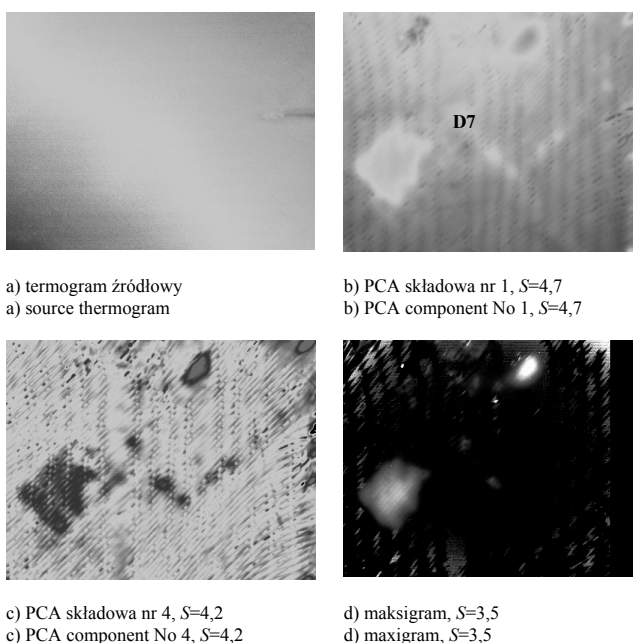 D7
a) termogram źródłowy
a) source thermogram
b) PCA składowa nr 1, S=4,7
b) PCA component No 1, S=4,7
c) PCA składowa nr 4, S=4,2
c) PCA component No 4, S=4,2
d) maksigram, S=3,5
d) maxigram, S=3,5